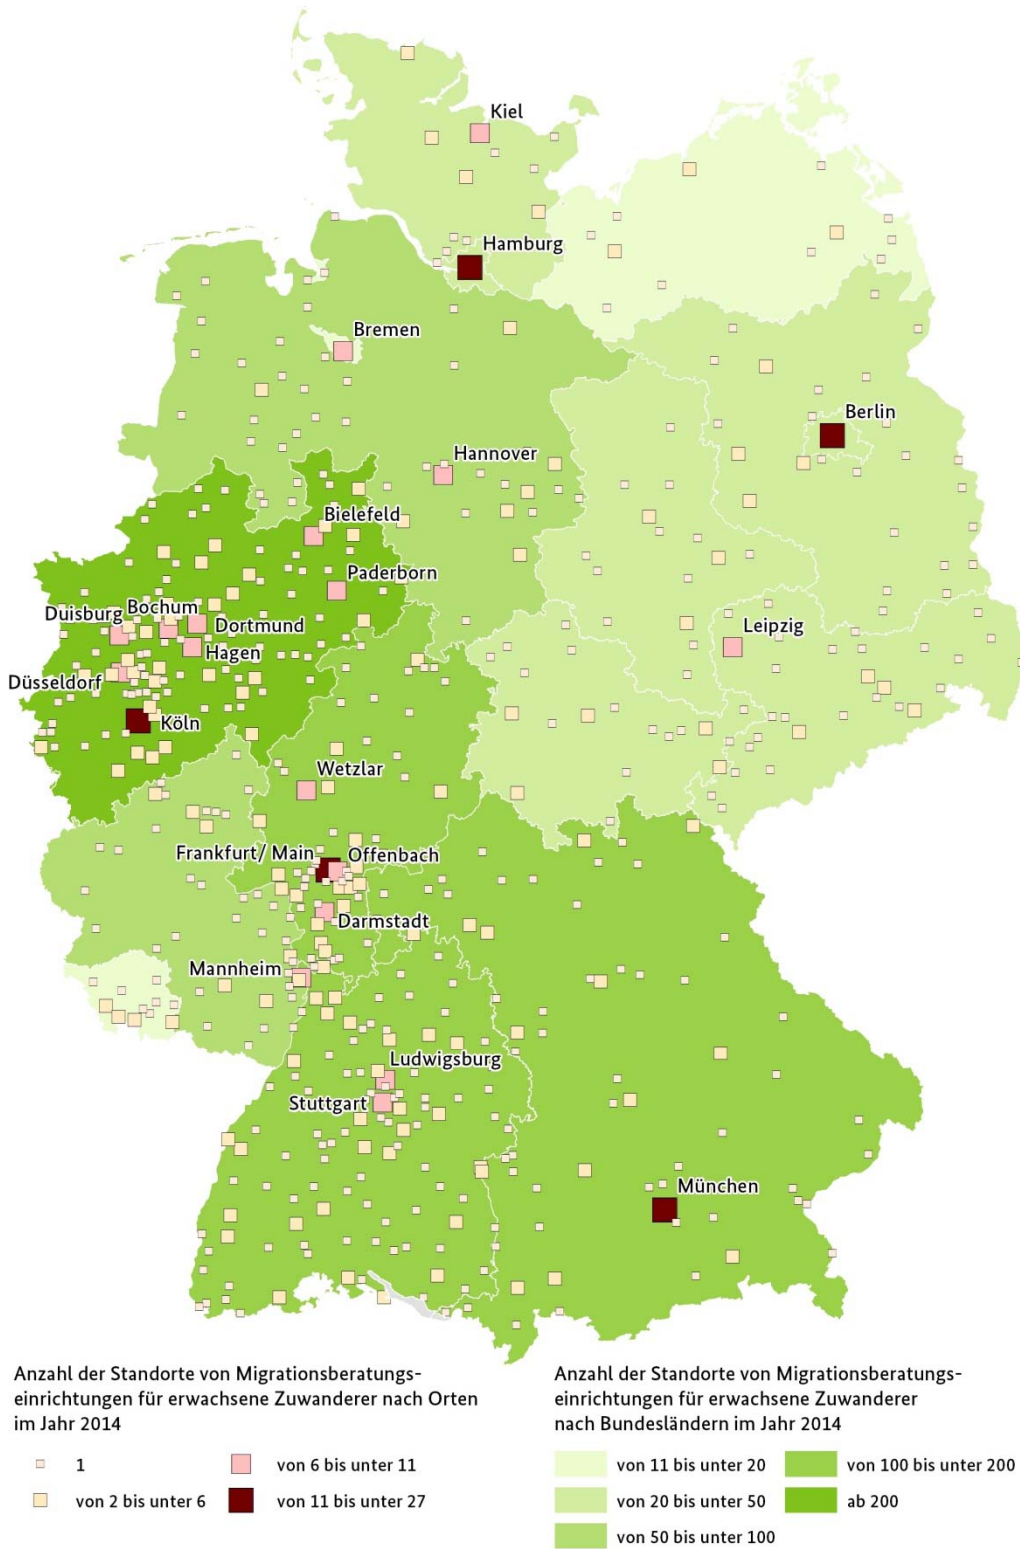 Kiel
Hamburg
Bremen
Berlin
Hannover
Bielefeld
Paderborn
Duisburg
Bochum
Dortmund
Leipzig
Hagen
Düsseldorf
Köln
Wetzlar
Frankfurt/ Main
Offenbach
Darmstadt
Mannheim
Ludwigsburg
Stuttgart
München
Anzahl der Standorte von Migrationsberatungs-
einrichtungen für erwachsene Zuwanderer nach Orten
im Jahr 2014
1
von 2 bis unter 6
von 6 bis unter 11
von 11 bis unter 27
Anzahl der Standorte von Migrationsberatungs-
einrichtungen für erwachsene Zuwanderer
nach Bundesländern im Jahr 2014
von 11 bis unter 20
von 20 bis unter 50
von 50 bis unter 100
von 100 bis unter 200
ab 200